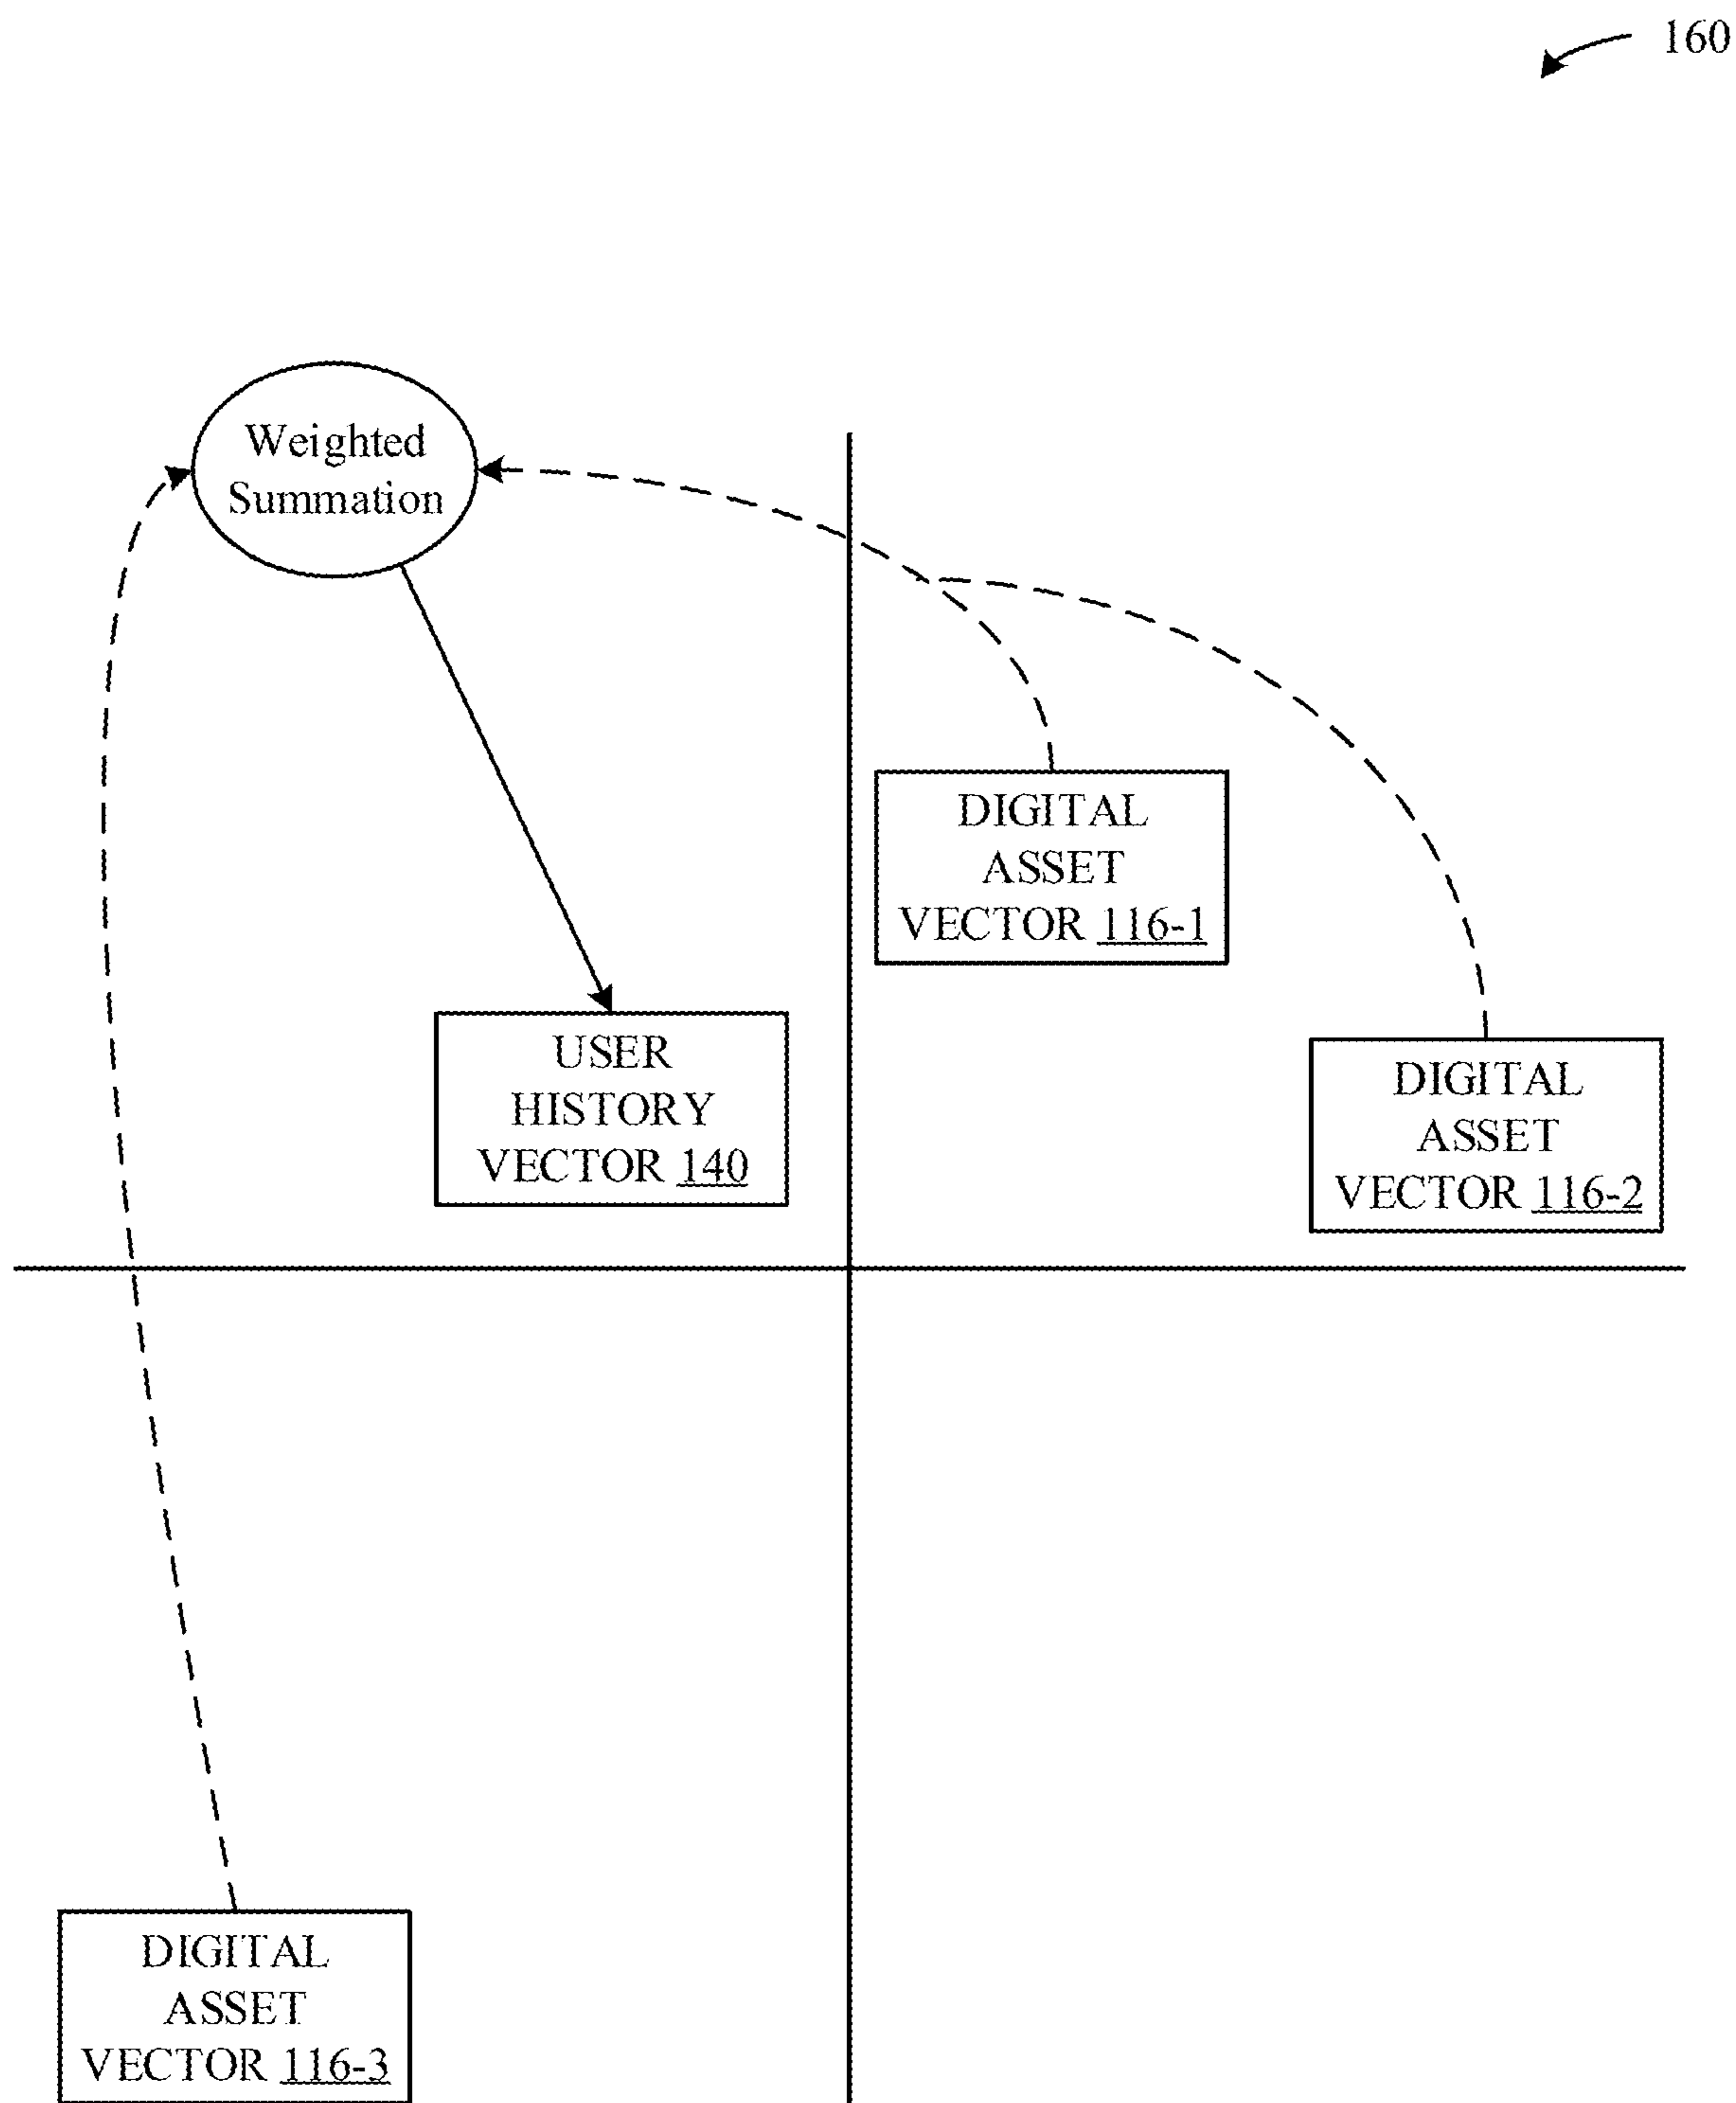 160
Weighted
Summation
DIGITAL
ASSET
VECTOR 116-1
USER
HISTORY
VECTOR 140
DIGITAL
ASSET
VECTOR 116-2
DIGITAL
ASSET
VECTOR 116-3